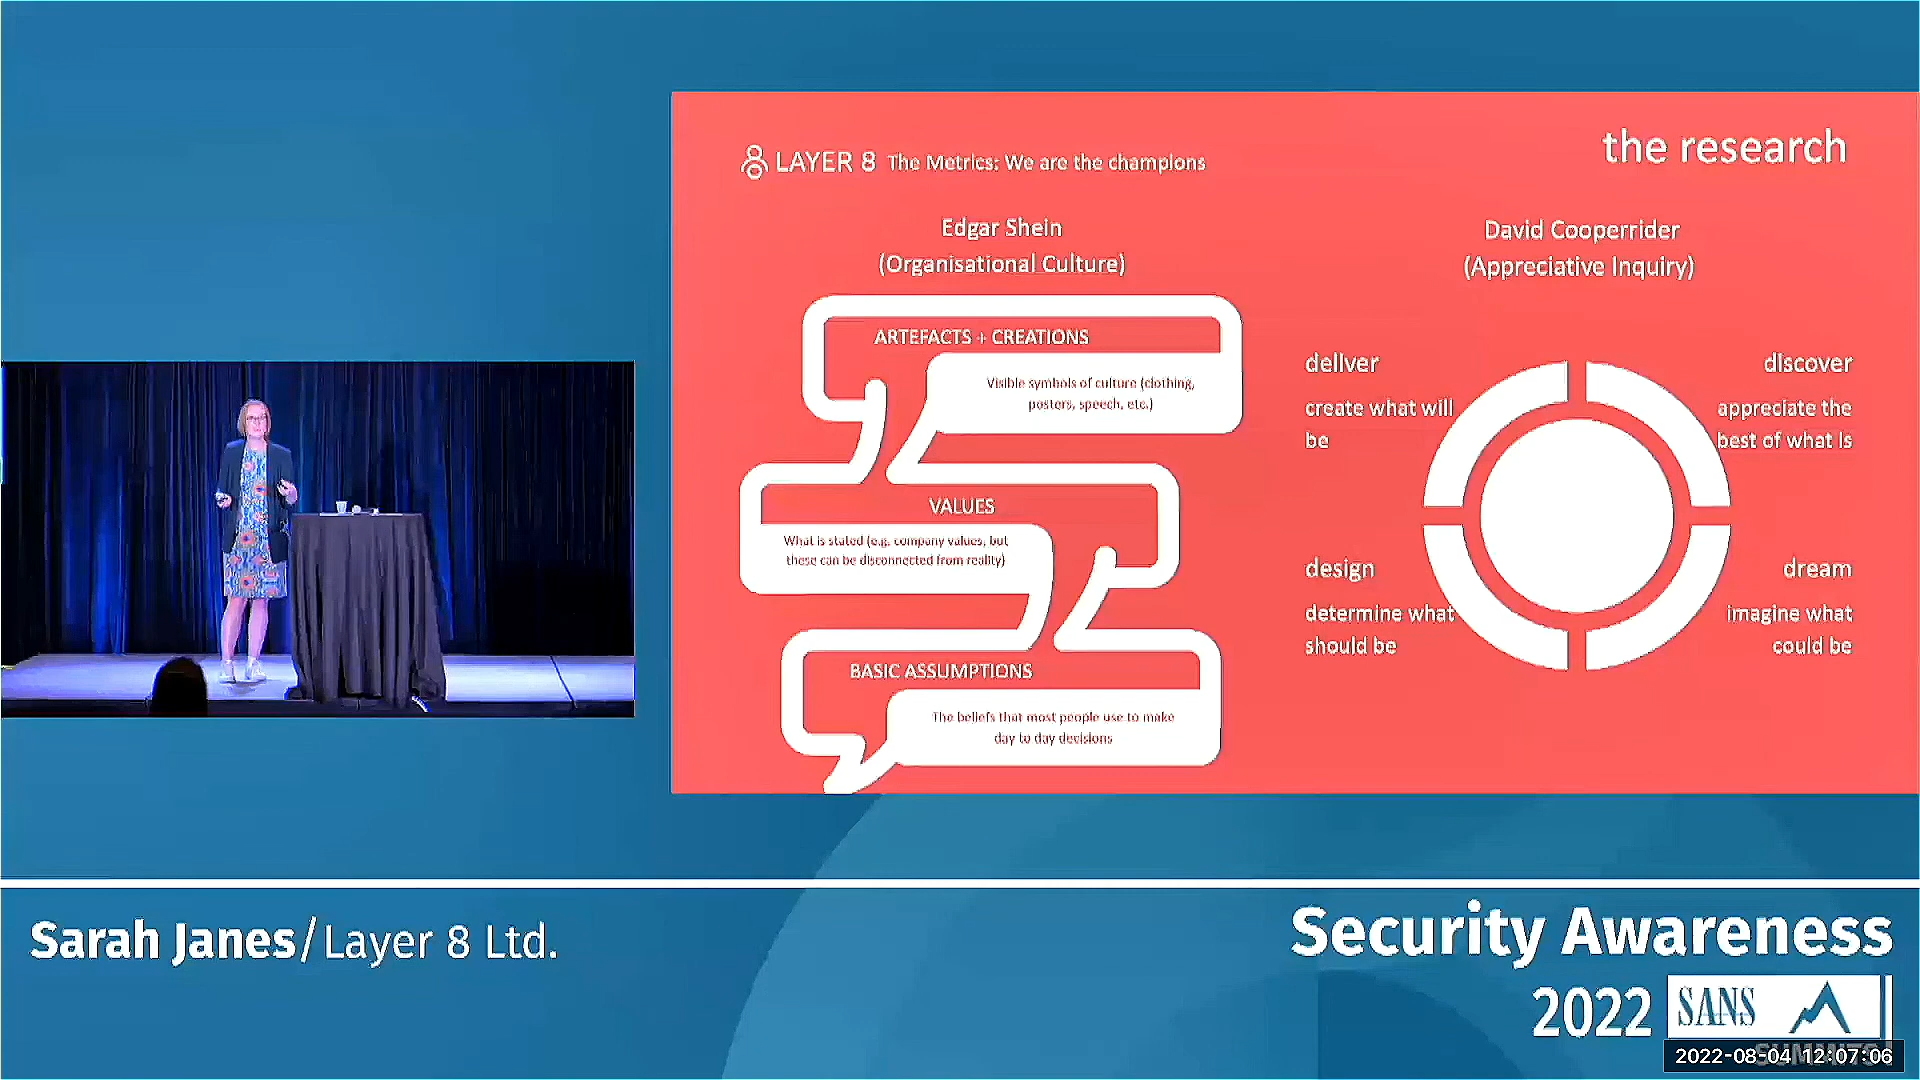 the research
LAYER 8 The Metrics: We are the champions
Edgar Shein
(Organisational Culture)
ARTEFACTS + CREATIONS
Visible symbols of culture (clothing,
posters, speech, etc.)
VALUES
What is stated (e.g. company values, but
these can be disconnected from reality)
BASIC ASSUMPTIONS
The beliefs that most people use to make
day to day decisions
David Cooperrider
(Appreciative Inquiry)
deliver
create what will
be
discover
appreciate the
best of what is
design
determine what
should be
dream
imagine what
could be
Sarah Janes/Layer 8 Ltd.
Security Awareness
2022 SANS
SUMMITS
2022-08-04 12:07:06